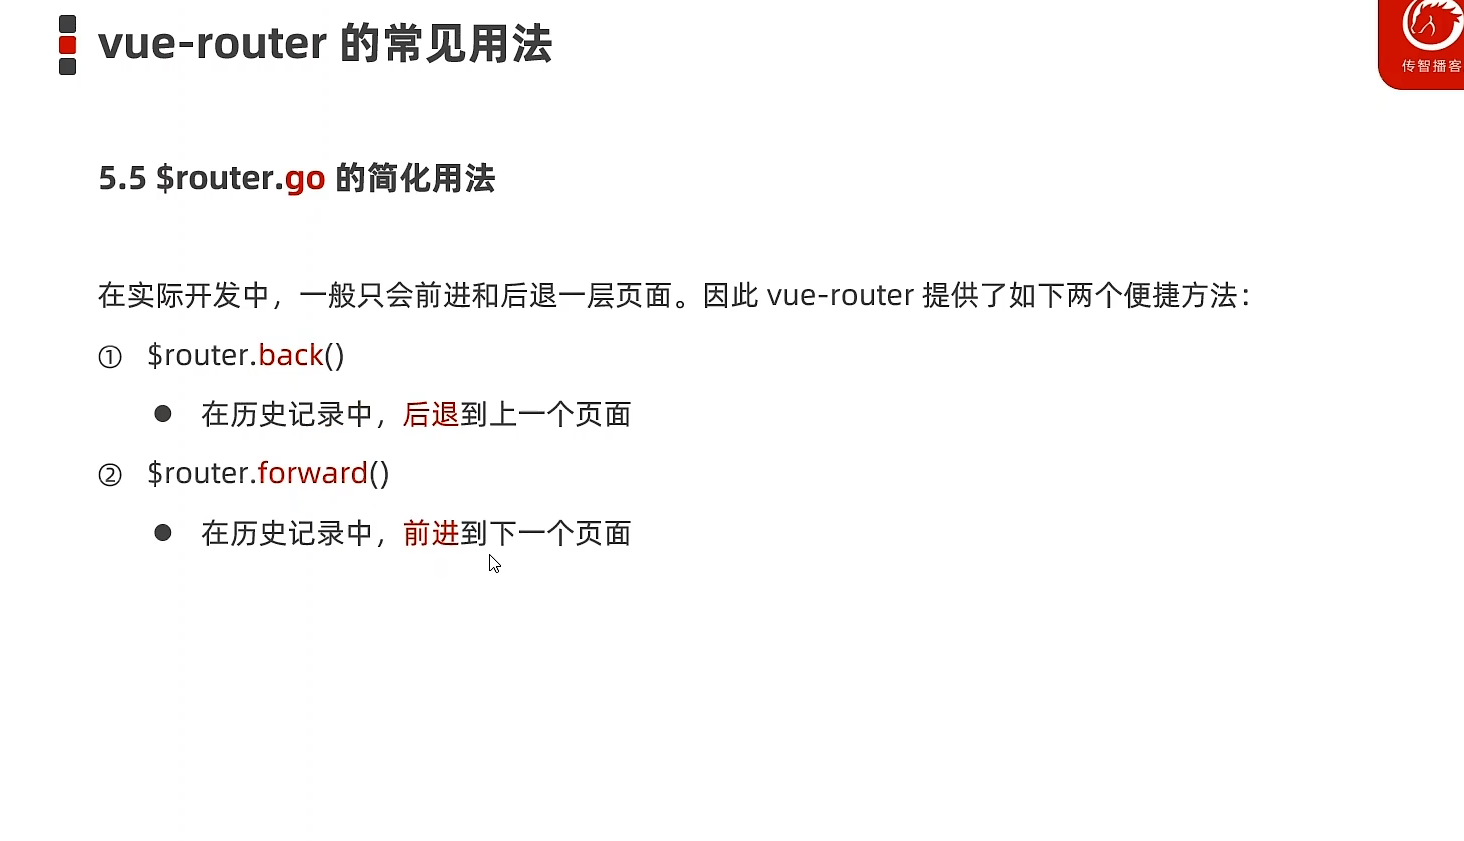 vue-router 的常见用法
传智播客
5.5 $router.go 的简化用法
在实际开发中，一般只会前进和后退一层页面。因此 vue-router 提供了如下两个便捷方法：
① $router.back()
● 在历史记录中，后退到上一个页面
② $router.forward()
● 在历史记录中，前进到下一个页面